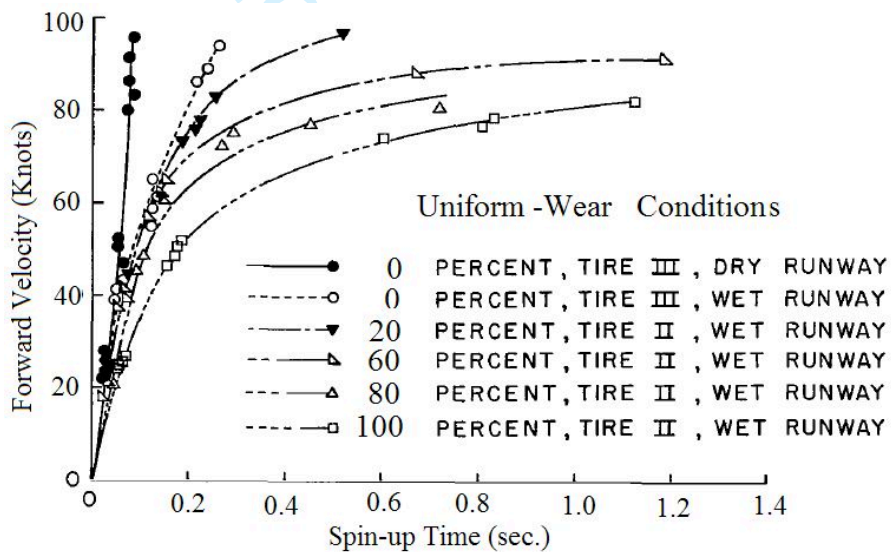 100
80
60
40
20
0
Forward Velocity (Knots)
Uniform -Wear Conditions
0 PERCENT, TIRE III, DRY RUNWAY
0 PERCENT, TIRE III, WET RUNWAY
20 PERCENT, TIRE II, WET RUNWAY
60 PERCENT, TIRE II, WET RUNWAY
80 PERCENT, TIRE II, WET RUNWAY
100 PERCENT, TIRE II, WET RUNWAY
0 0.2 0.4 0.6 0.8 1.0 1.2 1.4
Spin-up Time (sec.)